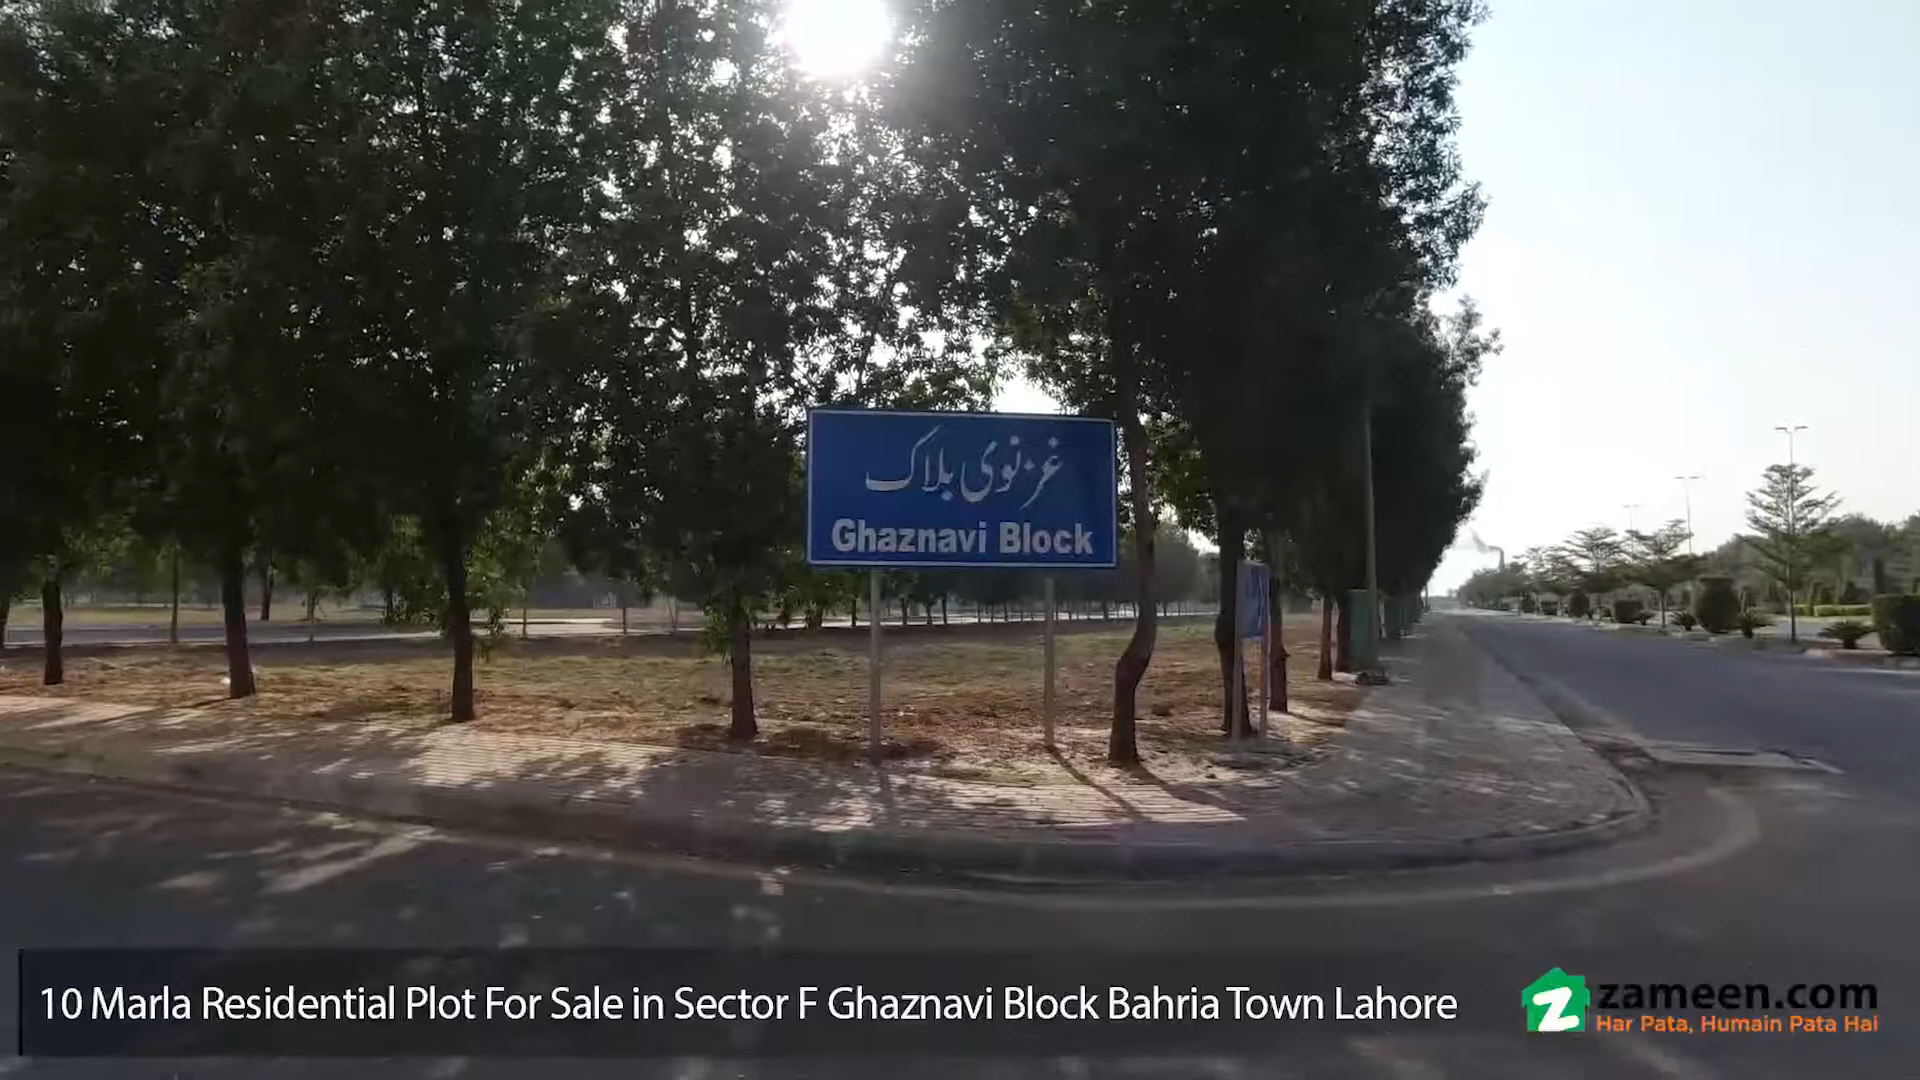 غزنوی بلاک
Ghaznavi Block
10 Marla Residential Plot For Sale in Sector F Ghaznavi Block Bahria Town Lahore
zameen.com
Har Pata, Humain Pata Hai